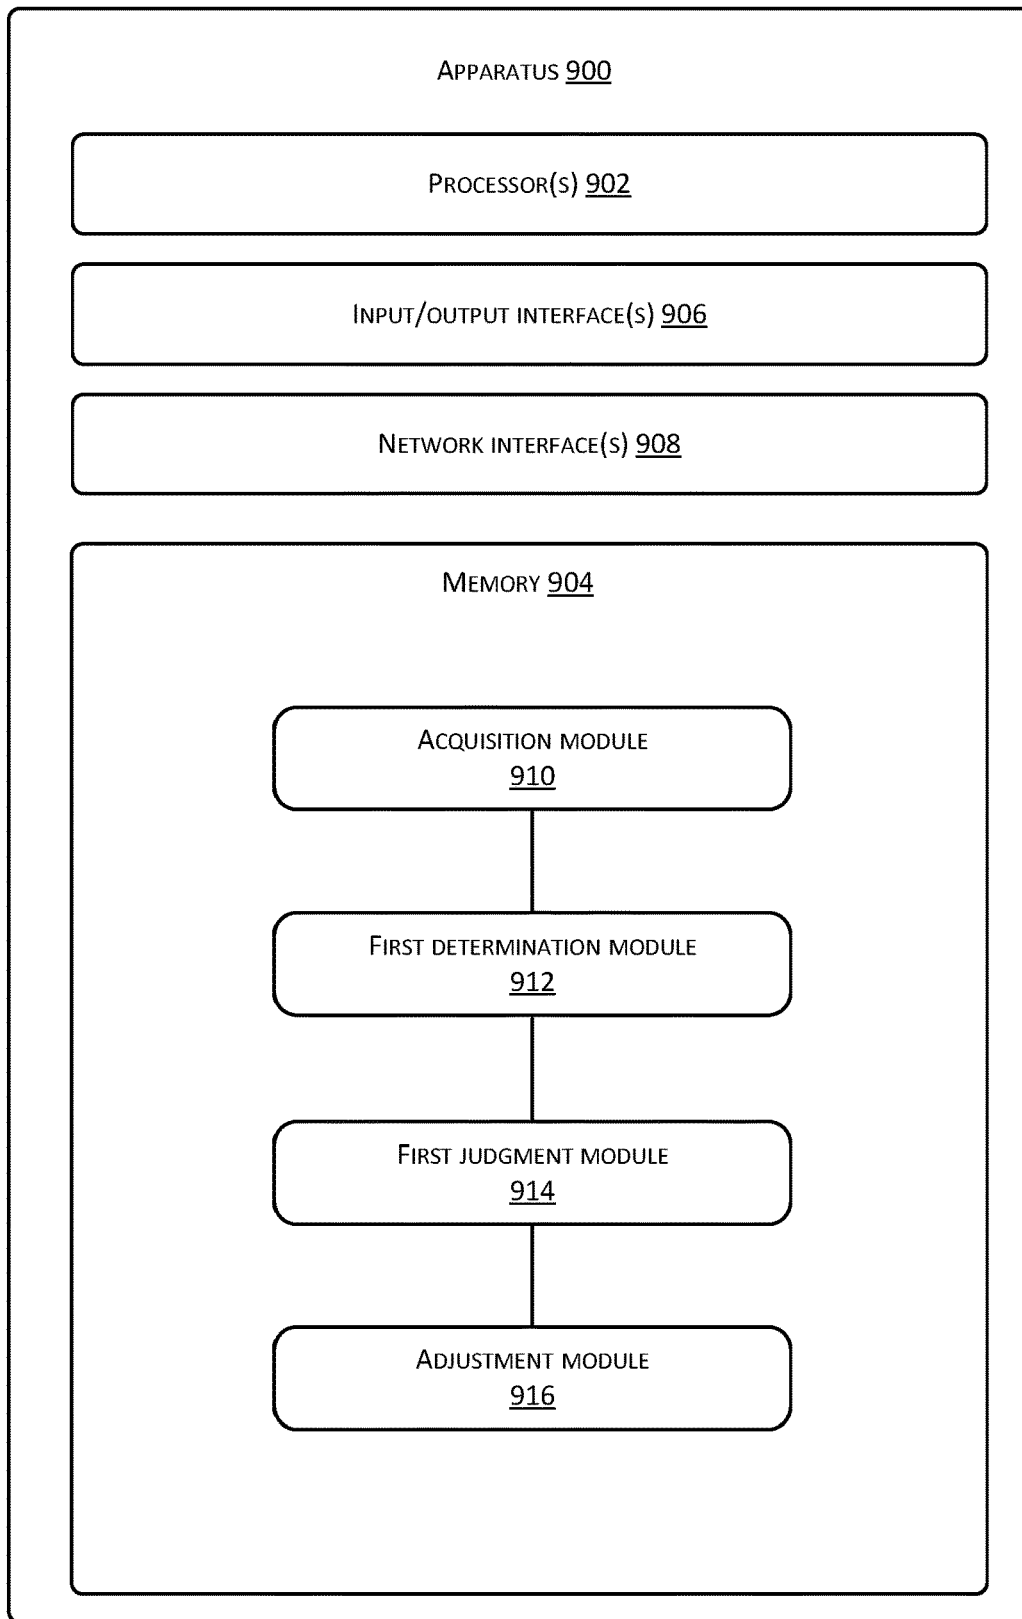 Apparatus 900
Processor(s) 902
Input/output interface(s) 906
Network interface(s) 908
Memory 904
Acquisition module
910
First determination module
912
First judgment module
914
Adjustment module
916